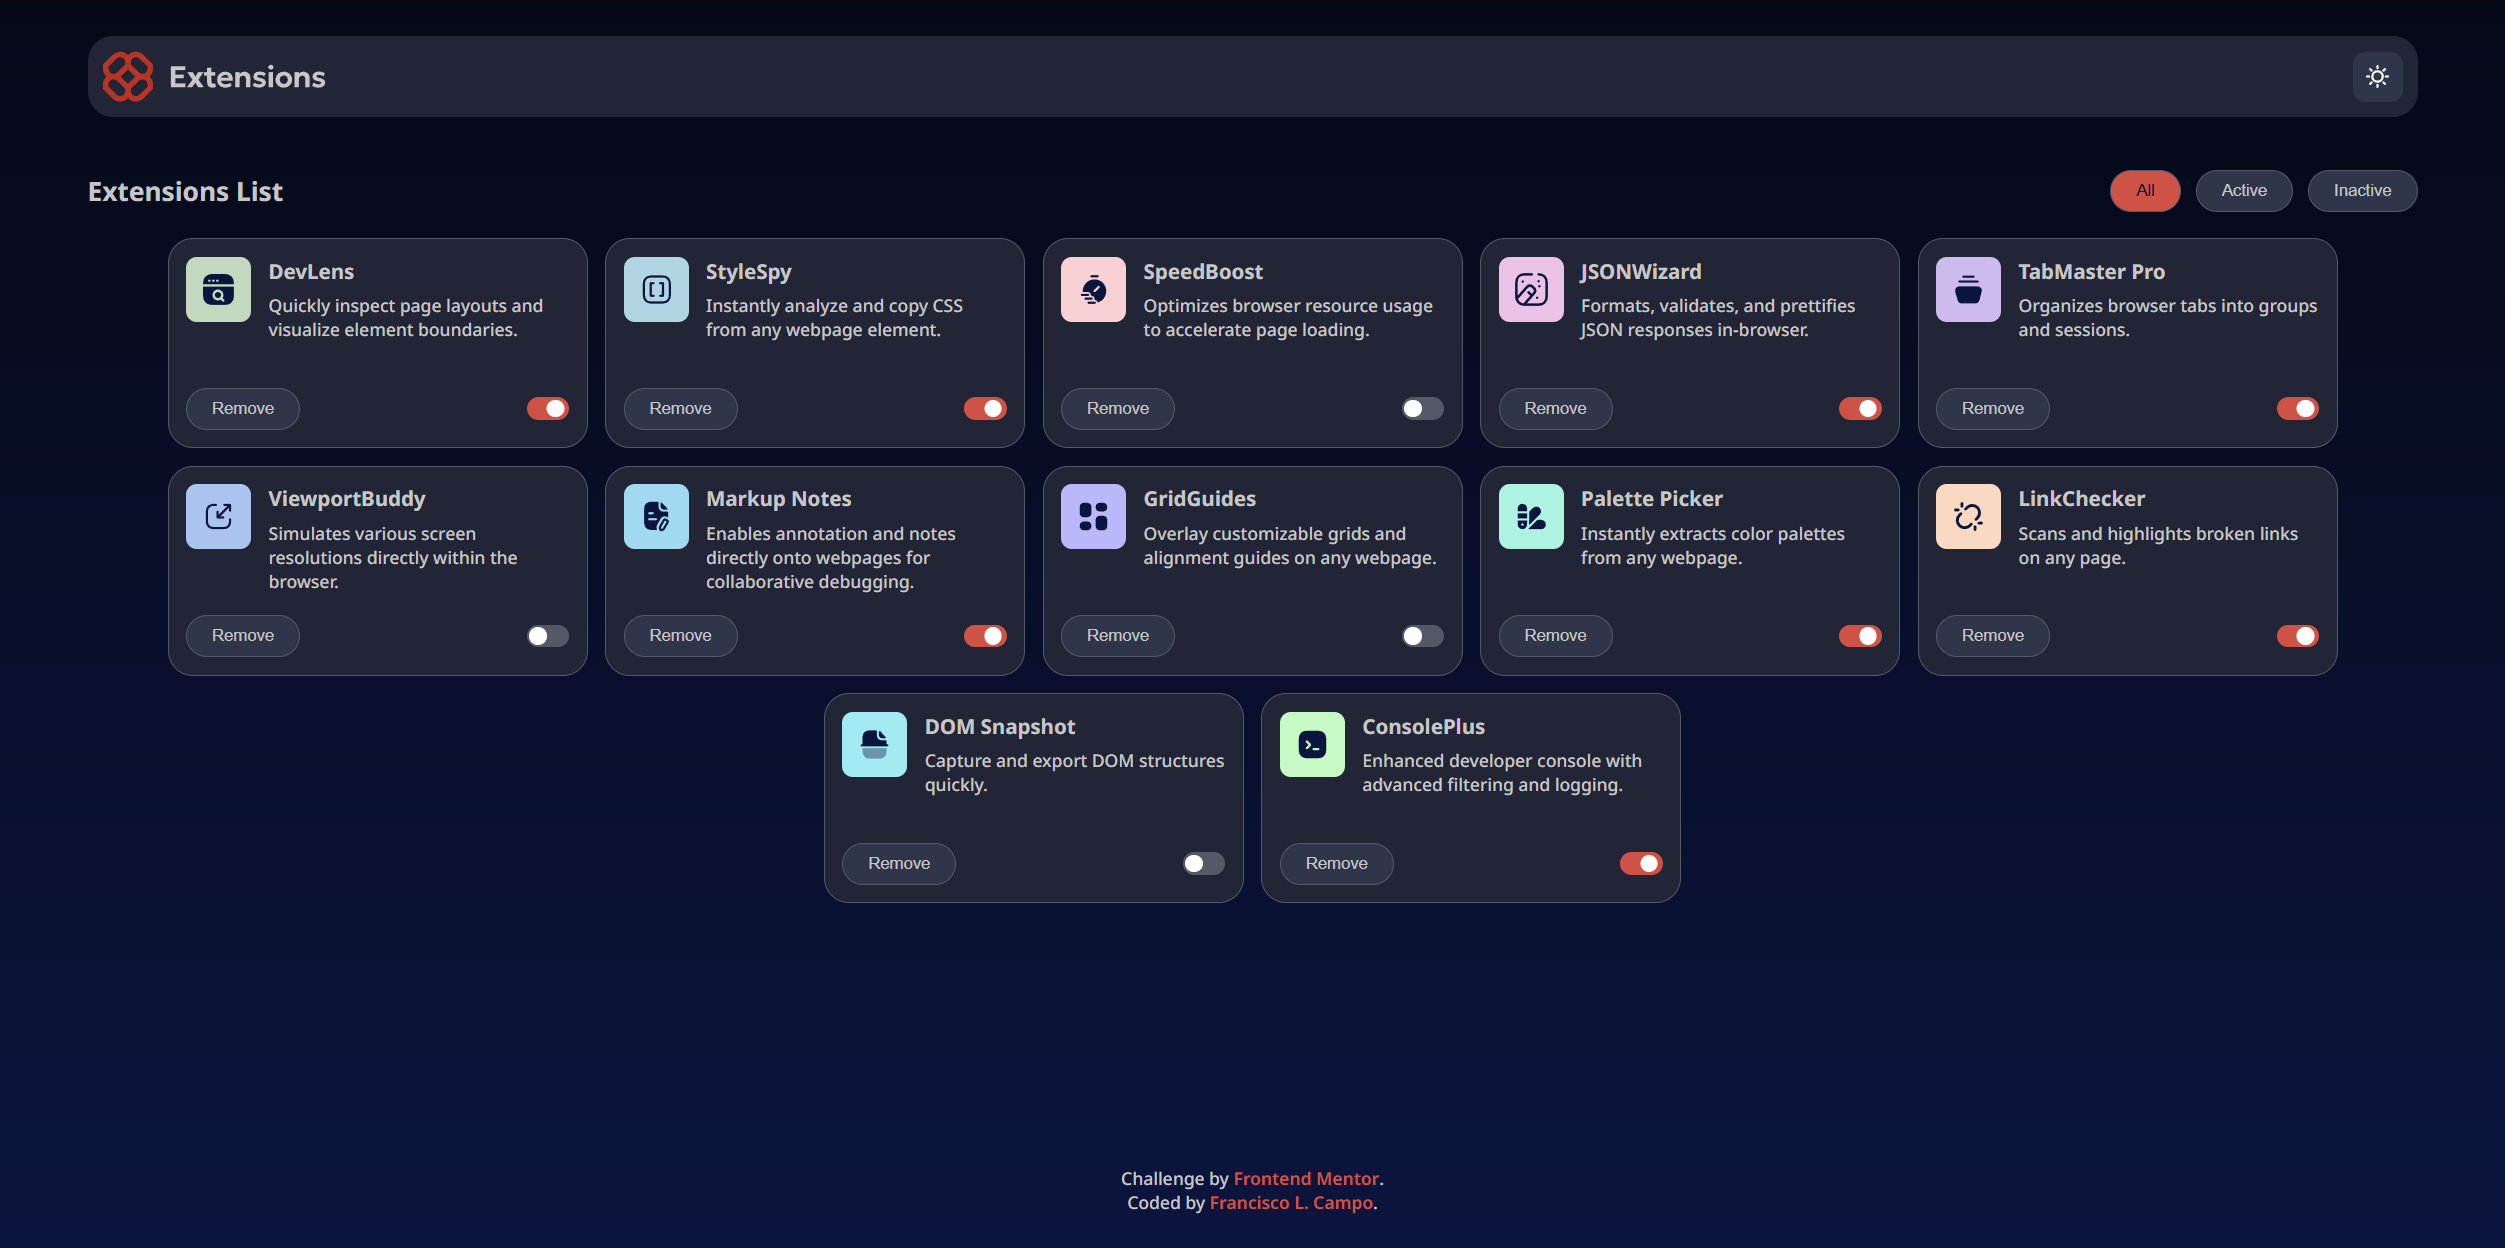 Extensions
Extensions List
All
Active
Inactive
DevLens
Quickly inspect page layouts and
visualize element boundaries.
Remove
StyleSpy
Instantly analyze and copy CSS
from any webpage element.
Remove
SpeedBoost
Optimizes browser resource usage
to accelerate page loading.
Remove
JSONWizard
Formats, validates, and prettifies
JSON responses in-browser.
Remove
TabMaster Pro
Organizes browser tabs into groups
and sessions.
Remove
ViewportBuddy
Simulates various screen
resolutions directly within the
browser.
Remove
Markup Notes
Enables annotation and notes
directly onto webpages for
collaborative debugging.
Remove
GridGuides
Overlay customizable grids and
alignment guides on any webpage.
Remove
Palette Picker
Instantly extracts color palettes
from any webpage.
Remove
LinkChecker
Scans and highlights broken links
on any page.
Remove
DOM Snapshot
Capture and export DOM structures
quickly.
Remove
ConsolePlus
Enhanced developer console with
advanced filtering and logging.
Remove
Challenge by Frontend Mentor.
Coded by Francisco L. Campo.